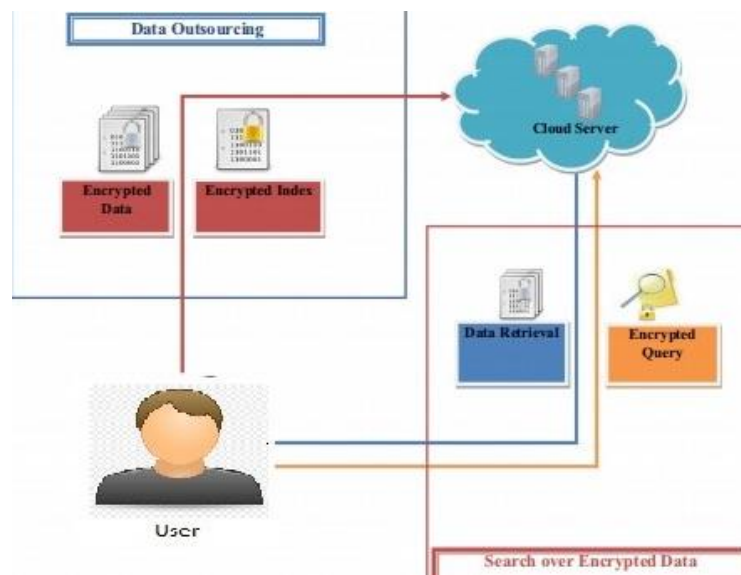 Data Outsourcing
Cloud Server
Encrypted
Data
Encrypted Index
Data Retrieval
Encrypted
Query
User
Search over Encrypted Data